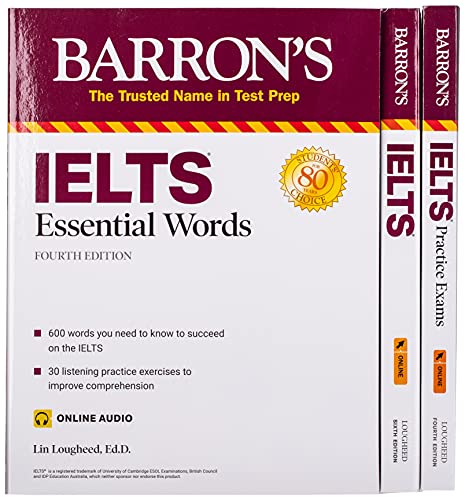 BARRON'S
The Trusted Name in Test Prep
IELTS®
Essential Words
FOURTH EDITION
STUDENTS'
FOR
80
YEARS
CHOICE
600 words you need to know to succeed
on the IELTS
30 listening practice exercises to
improve comprehension
ONLINE AUDIO
Lin Lougheed, Ed.D.
IELTS® is a registered trademark of University of Cambridge ESOL Examinations, British Council
and IDP Education Australia, which neither sponsor nor endorse this product.
BARRON'S
IELTS®
ONLINE
LOUGHEED
SIXTH EDITION
BARRON'S
IELTS® Practice Exams
ONLINE
LOUGHEED
FOURTH EDITION